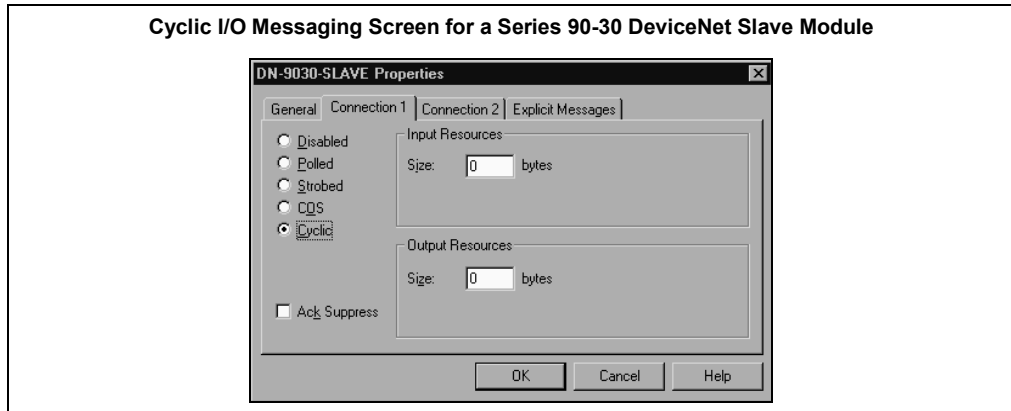 Cyclic I/O Messaging Screen for a Series 90-30 DeviceNet Slave Module
DN-9030-SLAVE Properties
General Connection 1 Connection 2 Explicit Messages
Disabled
Polled
Strobed
COS
Cyclic
Ack Suppress
Input Resources
Size: 0 bytes
Output Resources
Size: 0 bytes
OK Cancel Help